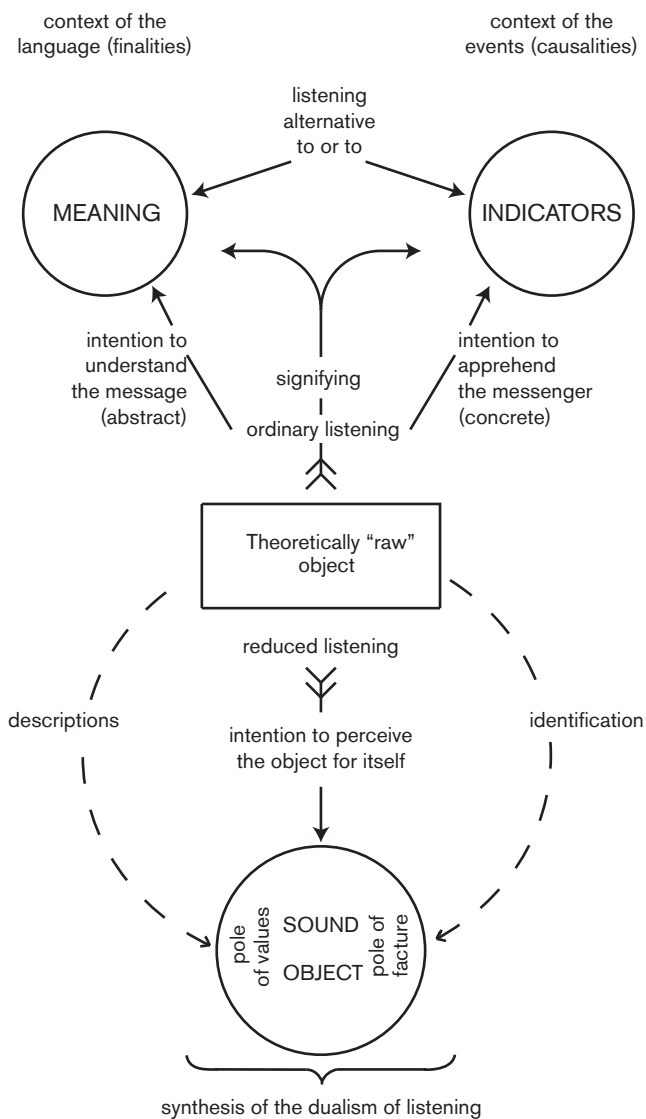 context of the
language (finalities)
context of the
events (causalities)
listening
alternative
to or to
MEANING
INDICATORS
intention to
understand
the message
(abstract)
intention to
apprehend
the messenger
(concrete)
signifying
ordinary listening
Theoretically “raw”
object
reduced listening
descriptions
identification
intention to perceive
the object for itself
pole
of values
SOUND
OBJECT
pole of
facture
synthesis of the dualism of listening